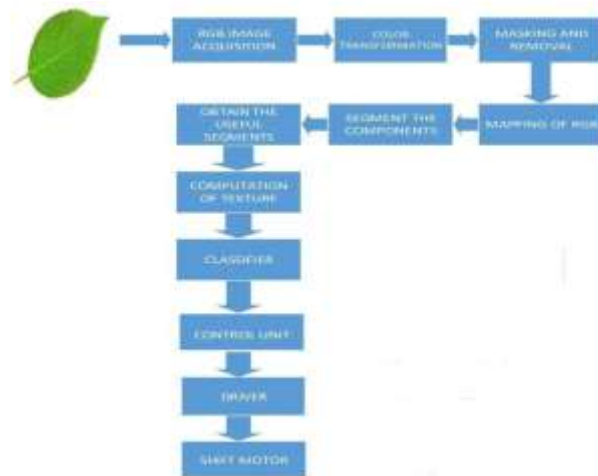 RGB IMAGE
ACQUISITION
COLOR
TRANSFORMATION
MASKING AND
REMOVAL
MAPPING OF RGB
SEGMENT THE
COMPONENTS
OBTAIN THE
USEFUL
SEGMENTS
COMPUTATION
OF TEXTURE
CLASSIFIER
CONTROL UNIT
DRIVER
SHIFT MOTOR